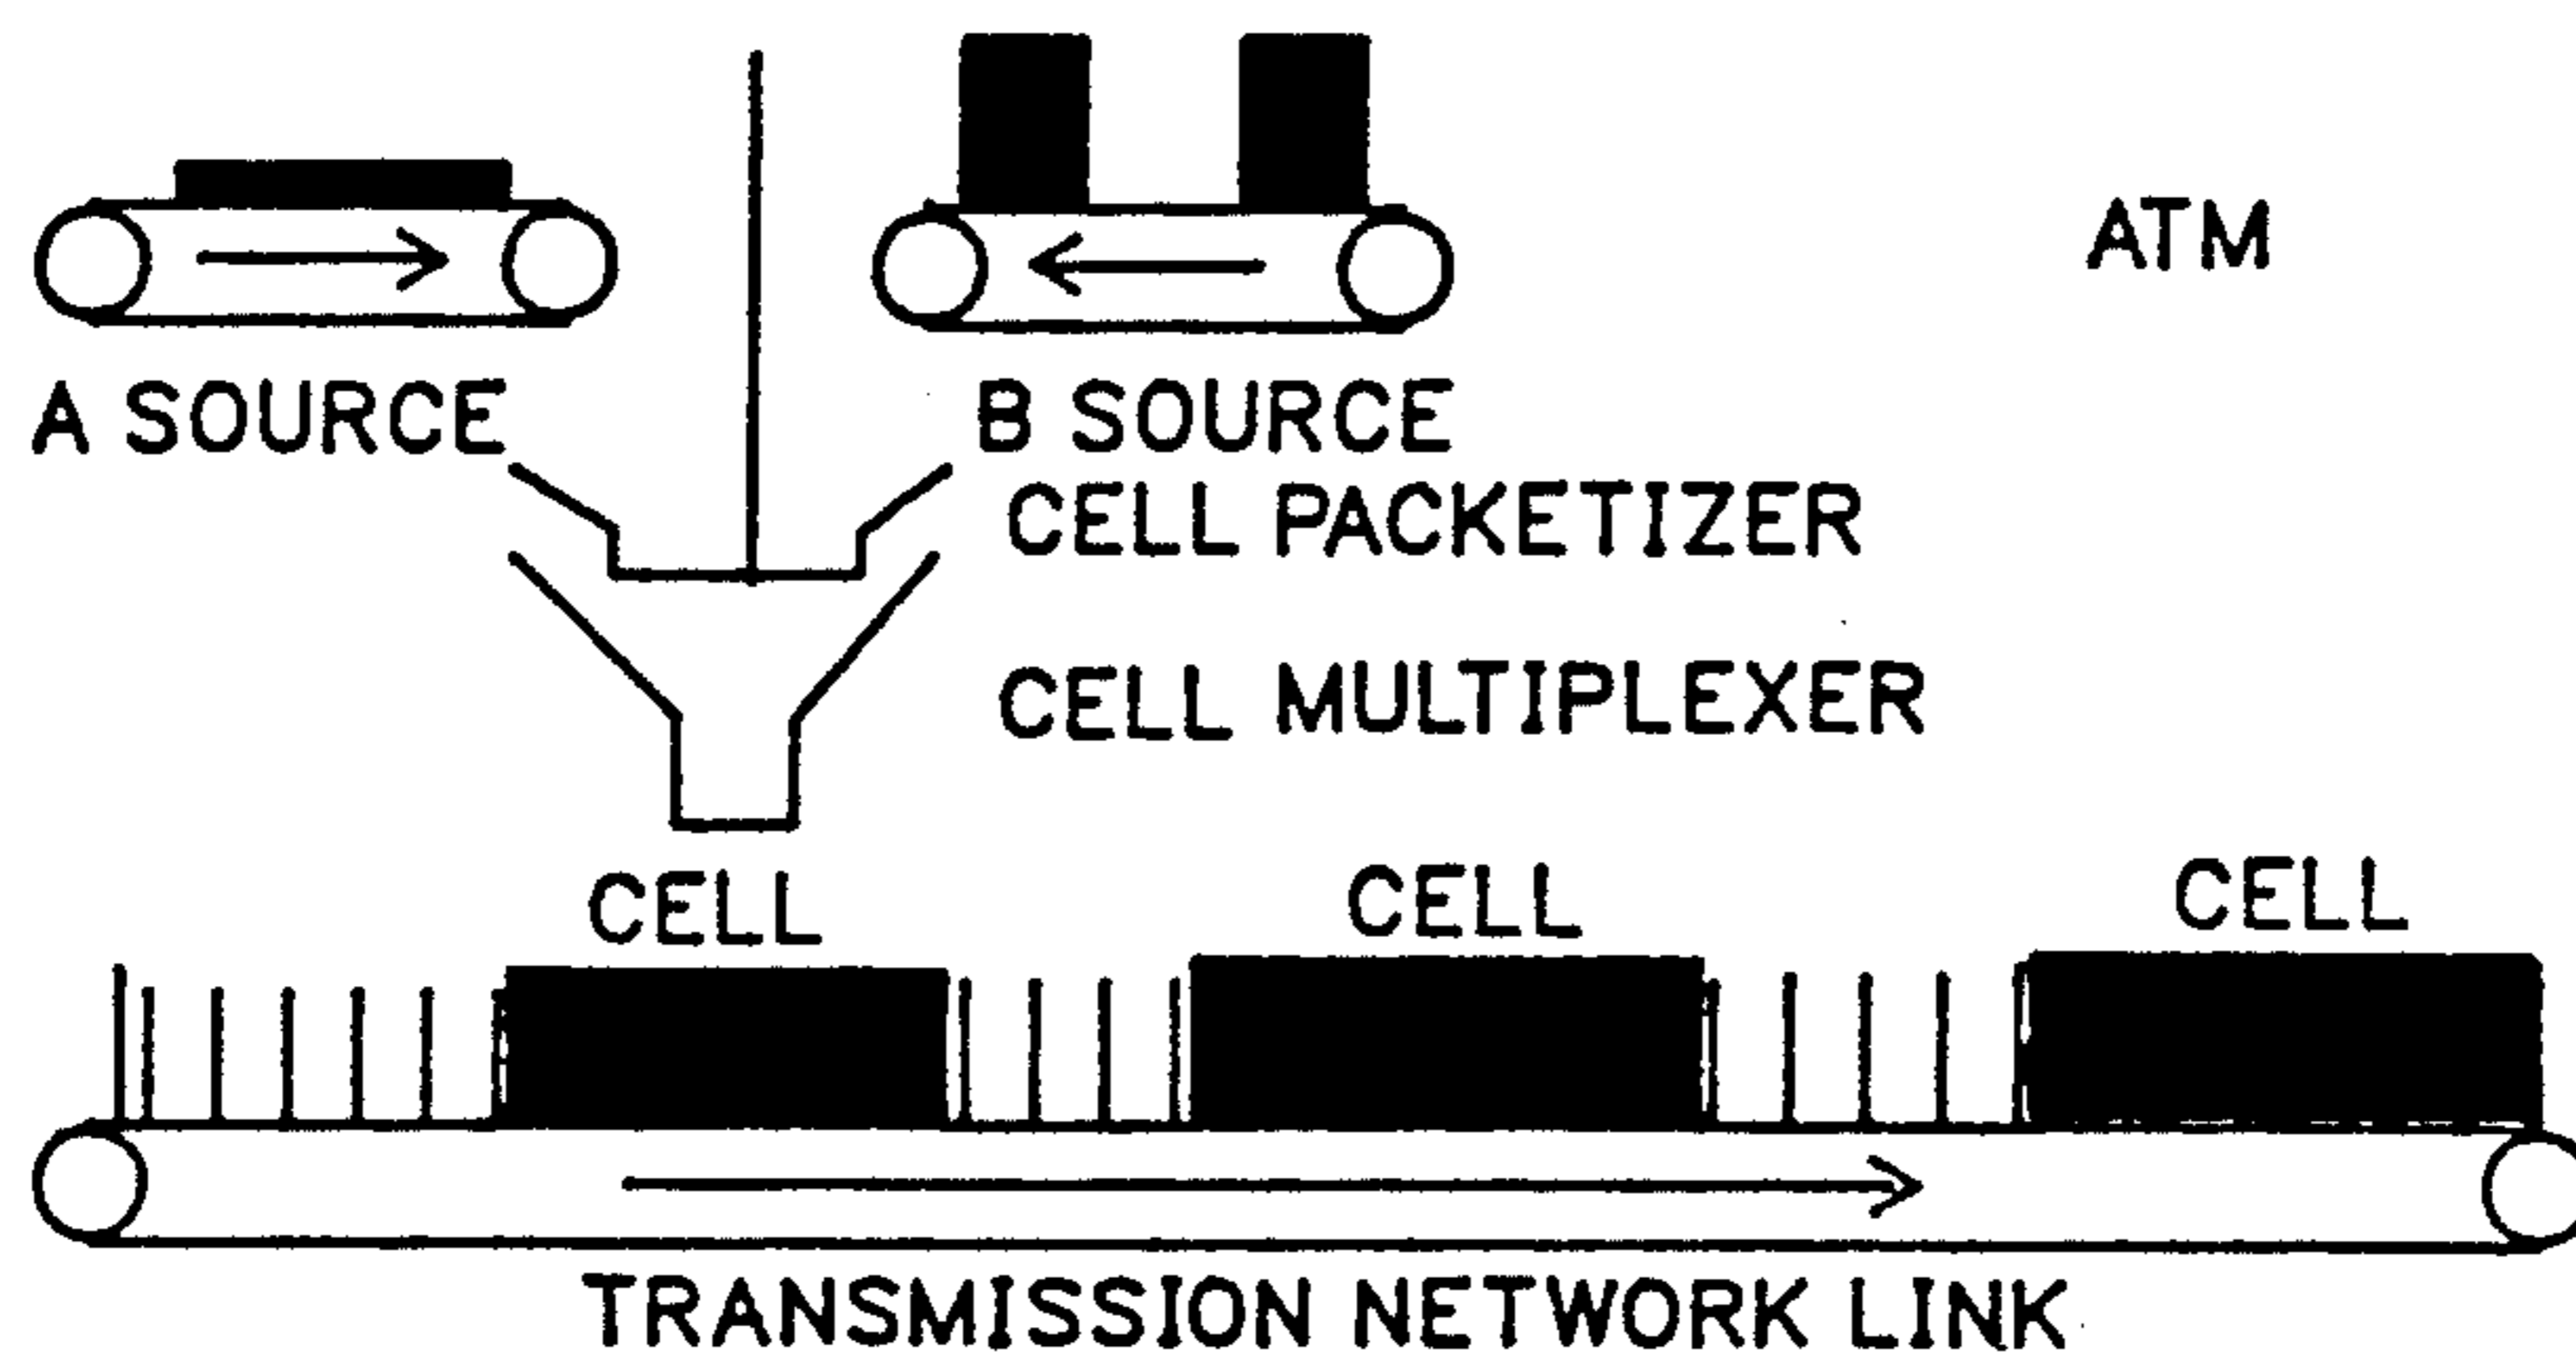 ATM
A SOURCE
B SOURCE
CELL PACKETIZER
CELL MULTIPLEXER
CELL
CELL
CELL
TRANSMISSION NETWORK LINK